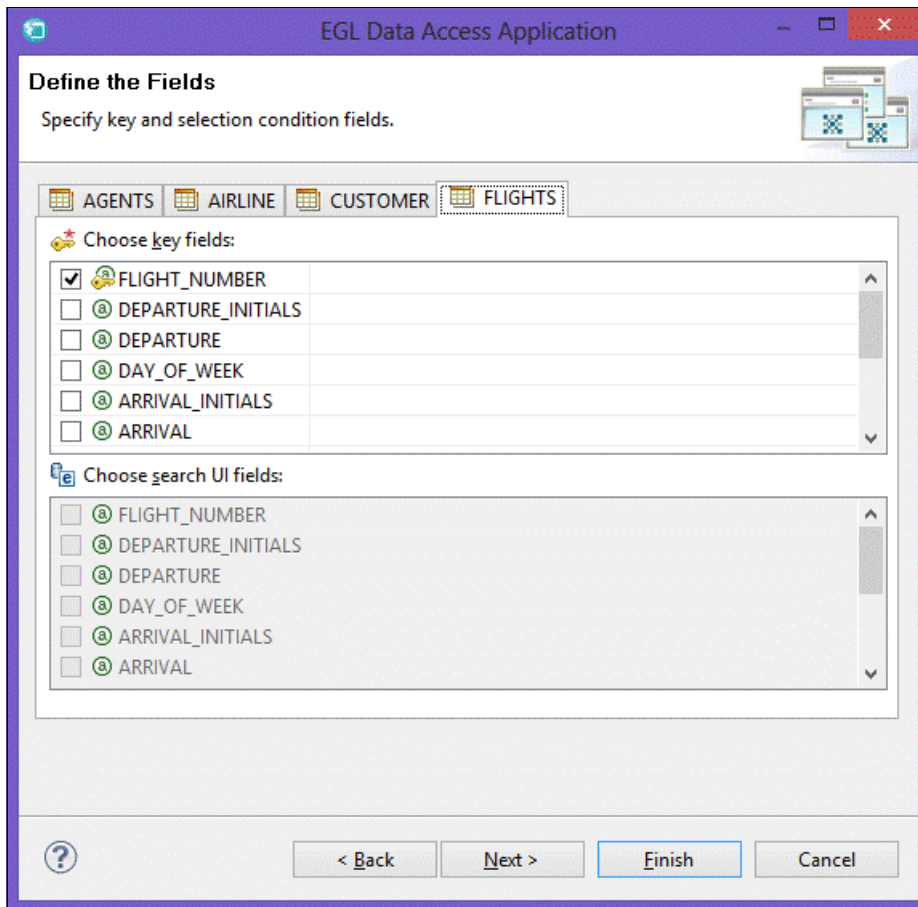 EGL Data Access Application
Define the Fields
Specify key and selection condition fields.
AGENTS AIRLINE CUSTOMER FLIGHTS
Choose key fields:
FLIGHT_NUMBER
DEPARTURE_INITIALS
DEPARTURE
DAY_OF_WEEK
ARRIVAL_INITIALS
ARRIVAL
Choose search UI fields:
FLIGHT_NUMBER
DEPARTURE_INITIALS
DEPARTURE
DAY_OF_WEEK
ARRIVAL_INITIALS
ARRIVAL
? < Back Next > Finish Cancel